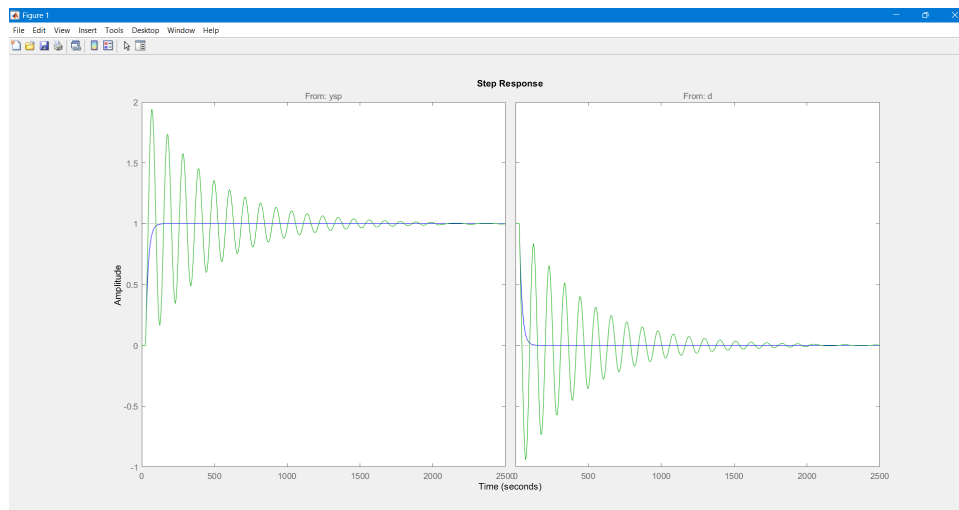 Figure 1
File Edit View Insert Tools Desktop Window Help
Step Response
From: ysp
From: d
Amplitude
2
1.5
1
0.5
0
-0.5
-1
0 500 1000 1500 2000 2500
0 500 1000 1500 2000 2500
Time (seconds)